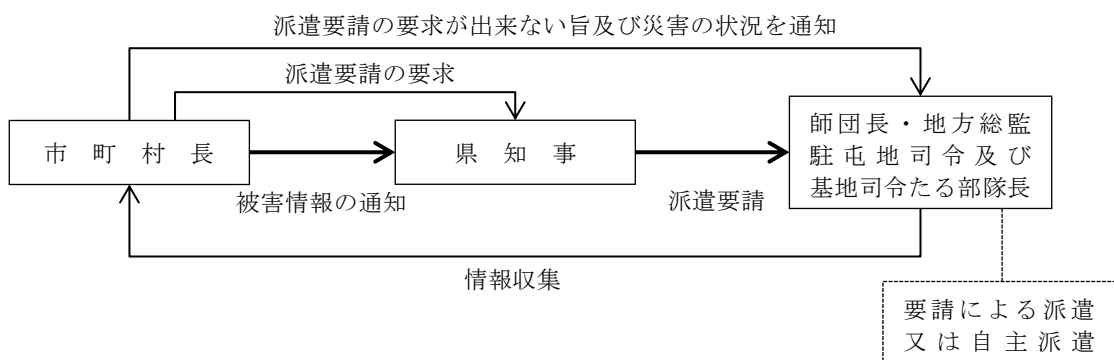 派遣要請の要求が出来ない旨及び災害の状況を通知
派遣要請の要求
市町村長
県知事
師団長・地方総監
駐屯地司令及び
基地司令たる部隊長
被害情報の通知
派遣要請
情報収集
要請による派遣
又は自主派遣